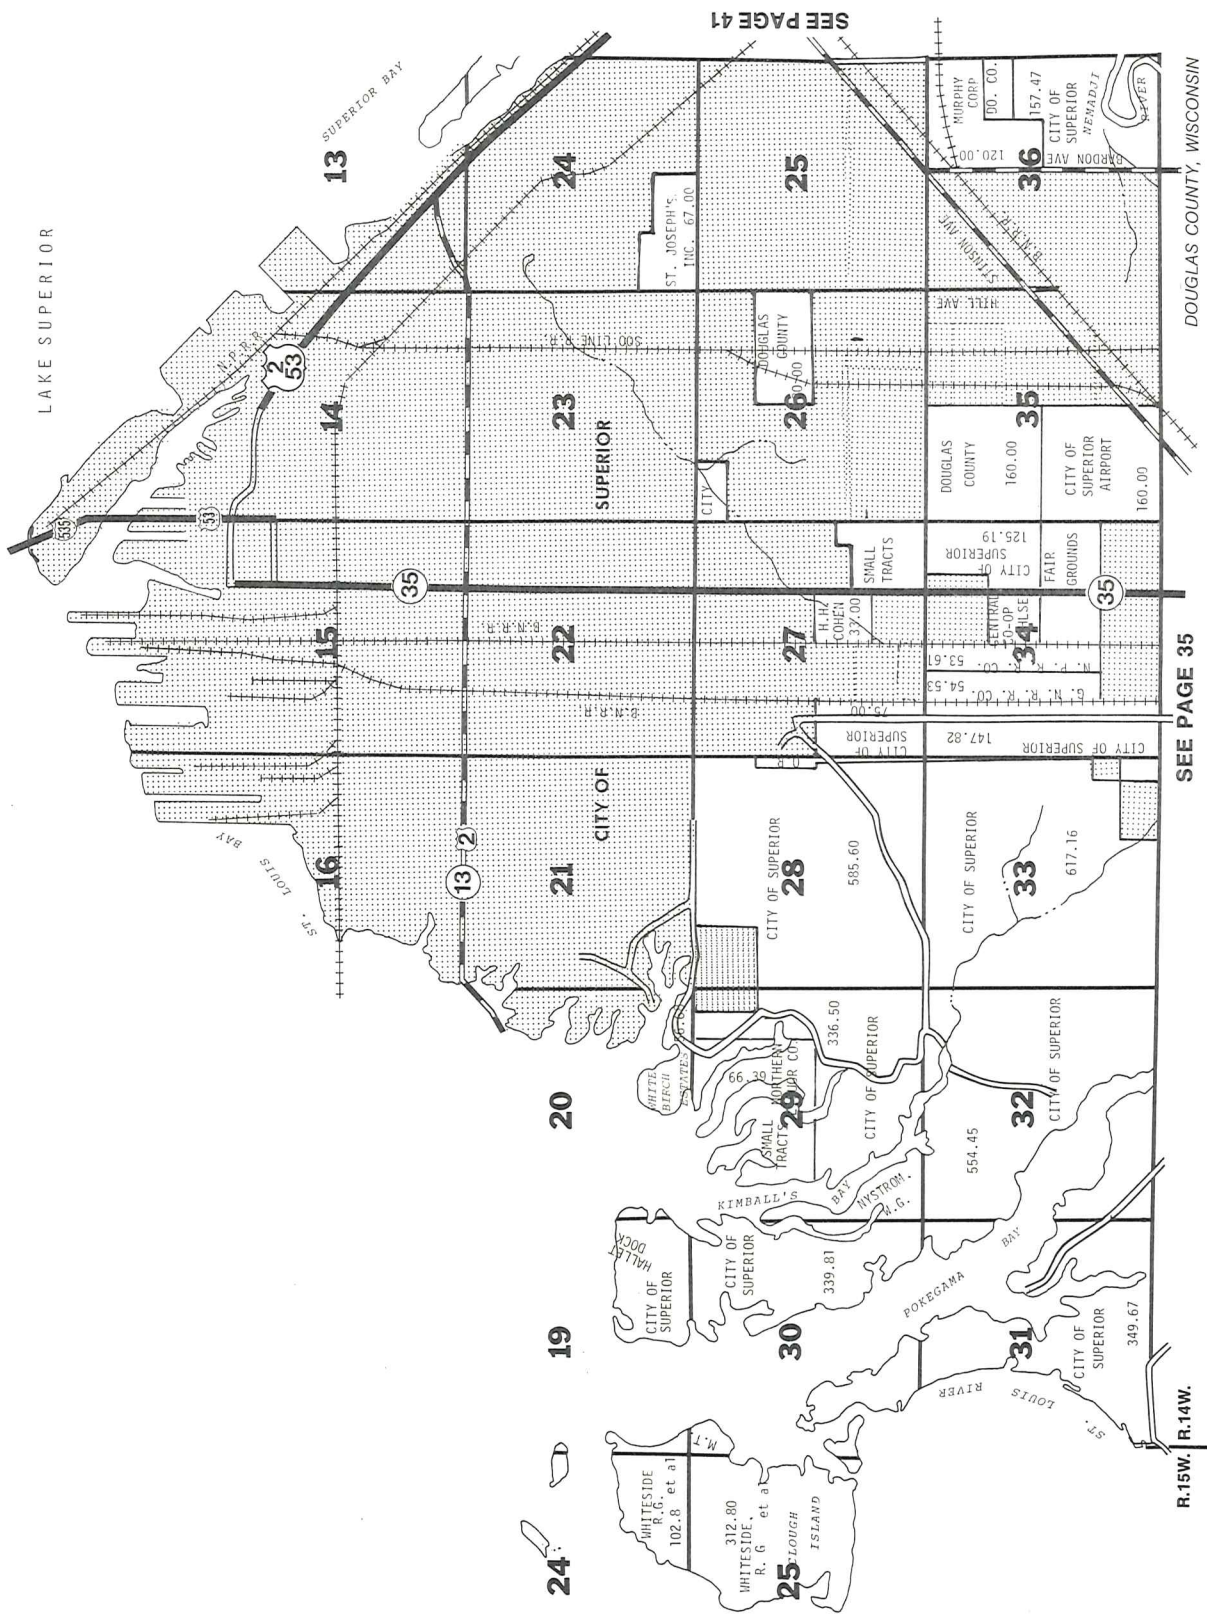 LAKE SUPERIOR
SEE PAGE 41
SUPERIOR BAY
13
N.P.R.R.
2
53
535
53
14
15
16
ST. LOUIS
BAY
35
13
2
24
23
22
21
20
19
24
SOO LINE R.R.
B.N.R.R.
B.N.R.R.
CITY OF
SUPERIOR
ST. JOSEPH'S
INC. 67.00
WHITE
BIRCH
ESTATES
HALLET
DOCK
CITY OF
SUPERIOR
WHITESIDE
R.G.
102.8 et al
M.T.
25
26
27
28
29
30
25
DOUGLAS
COUNTY
CITY
SMALL
TRACTS
H.H.
COHEN
33.00
75.00
CITY OF
SUPERIOR
CITY OF SUPERIOR
585.60
336.50
NORTHERN
39.99
SMALL
TRACTS
CITY OF SUPERIOR
KIMBALL'S
BAY
NYSTROM,
W.G.
CITY OF
SUPERIOR
339.81
312.80
WHITESIDE,
R. G et al
CLOUGH
ISLAND
STINSON AVE
B.N.R.R.
HILL AVE
MURPHY
CORP
120.00
DO. CO.
157.47
CITY OF
SUPERIOR
NEMADJI
RIVER
BARDON AVE
36
35
34
33
32
31
DOUGLAS
COUNTY
160.00
CITY OF
SUPERIOR
AIRPORT
160.00
CITY OF
SUPERIOR
125.19
FAIR
GROUNDS
CENTRAL
CO-OP
WHLSE
35
N. P. R. R. CO.
53.61
G. N. R. R. CO.
54.53
CITY OF SUPERIOR
147.82
CITY OF SUPERIOR
617.16
CITY OF SUPERIOR
554.45
POKEGAMA
BAY
CITY OF
SUPERIOR
349.67
ST.
LOUIS
RIVER
R.15W. R.14W.
SEE PAGE 35
DOUGLAS COUNTY, WISCONSIN